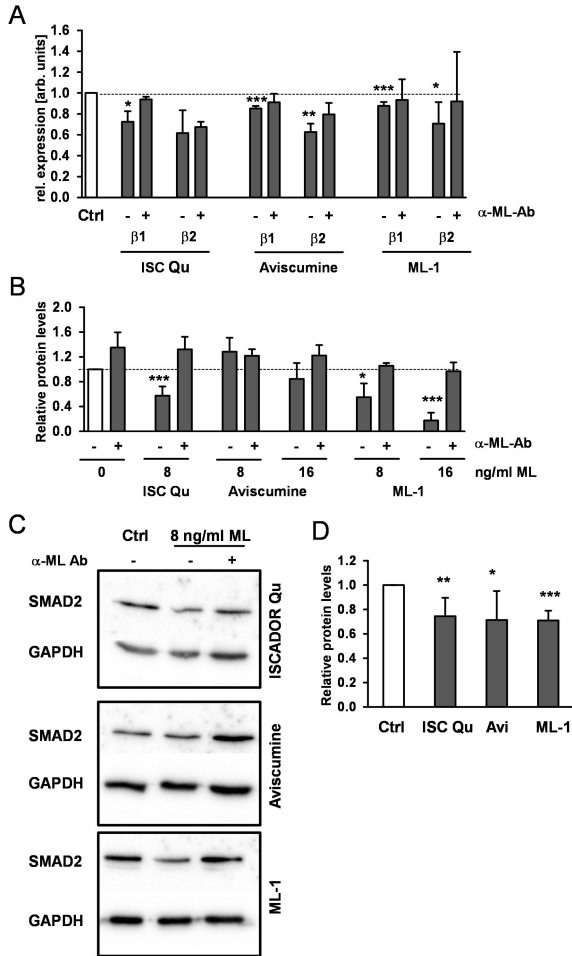 A
rel. expression [arb. units]
1.6
1.4
1.2
1.0
0.8
0.6
0.4
0.2
0.0
* *** ** *** *
Ctrl - + - + - + - + - + - + α-ML-Ab
β1 β2 β1 β2 β1 β2
ISC Qu Aviscumine ML-1
B
Relative protein levels
2.0
1.6
1.2
0.8
0.4
0.0
*** * ***
- + - + - + - + - + - + α-ML-Ab
0 8 8 16 8 16 ng/ml ML
ISC Qu Aviscumine ML-1
C
Ctrl 8 ng/ml ML
α-ML Ab - - +
SMAD2
GAPDH
ISCADOR Qu
SMAD2
GAPDH
Aviscumine
SMAD2
GAPDH
ML-1
D
Relative protein levels
1.2
1.0
0.8
0.6
0.4
0.2
0.0
** * ***
Ctrl ISC Qu Avi ML-1